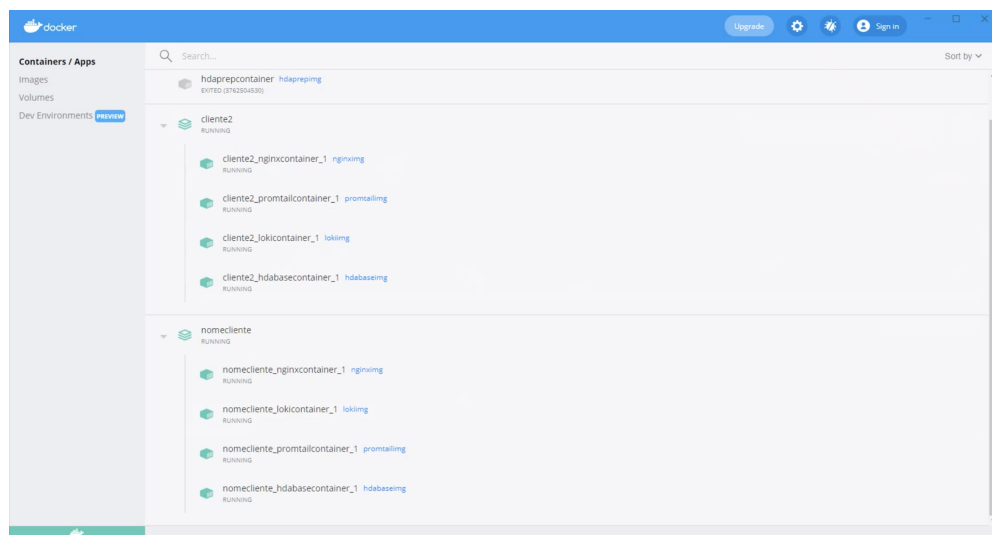 docker
Upgrade
Sign in
Containers / Apps
Images
Volumes
Dev Environments PREVIEW
Search...
Sort by
hdaprepcontainer hdaprepimg
EXITED (3762504530)
cliente2
RUNNING
cliente2_nginxcontainer_1 nginximg
RUNNING
cliente2_promtailcontainer_1 promtailimg
RUNNING
cliente2_lokicontainer_1 lokiimg
RUNNING
cliente2_hdabasecontainer_1 hdabaseimg
RUNNING
nomecliente
RUNNING
nomecliente_nginxcontainer_1 nginximg
RUNNING
nomecliente_lokicontainer_1 lokiimg
RUNNING
nomecliente_promtailcontainer_1 promtailimg
RUNNING
nomecliente_hdabasecontainer_1 hdabaseimg
RUNNING